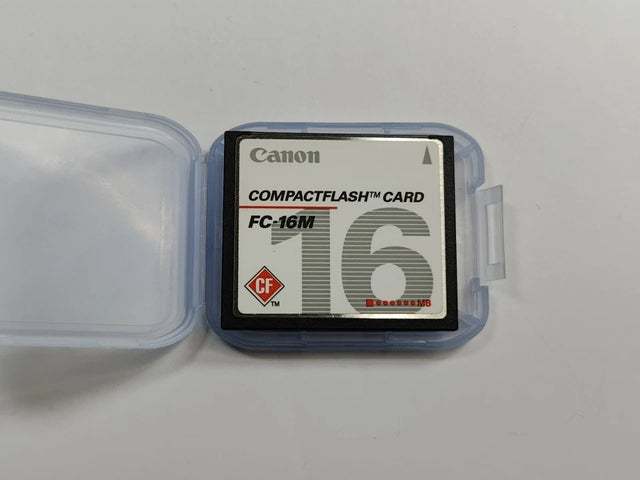 Canon
COMPACTFLASH™ CARD
FC-16M
16
CF
™
MB